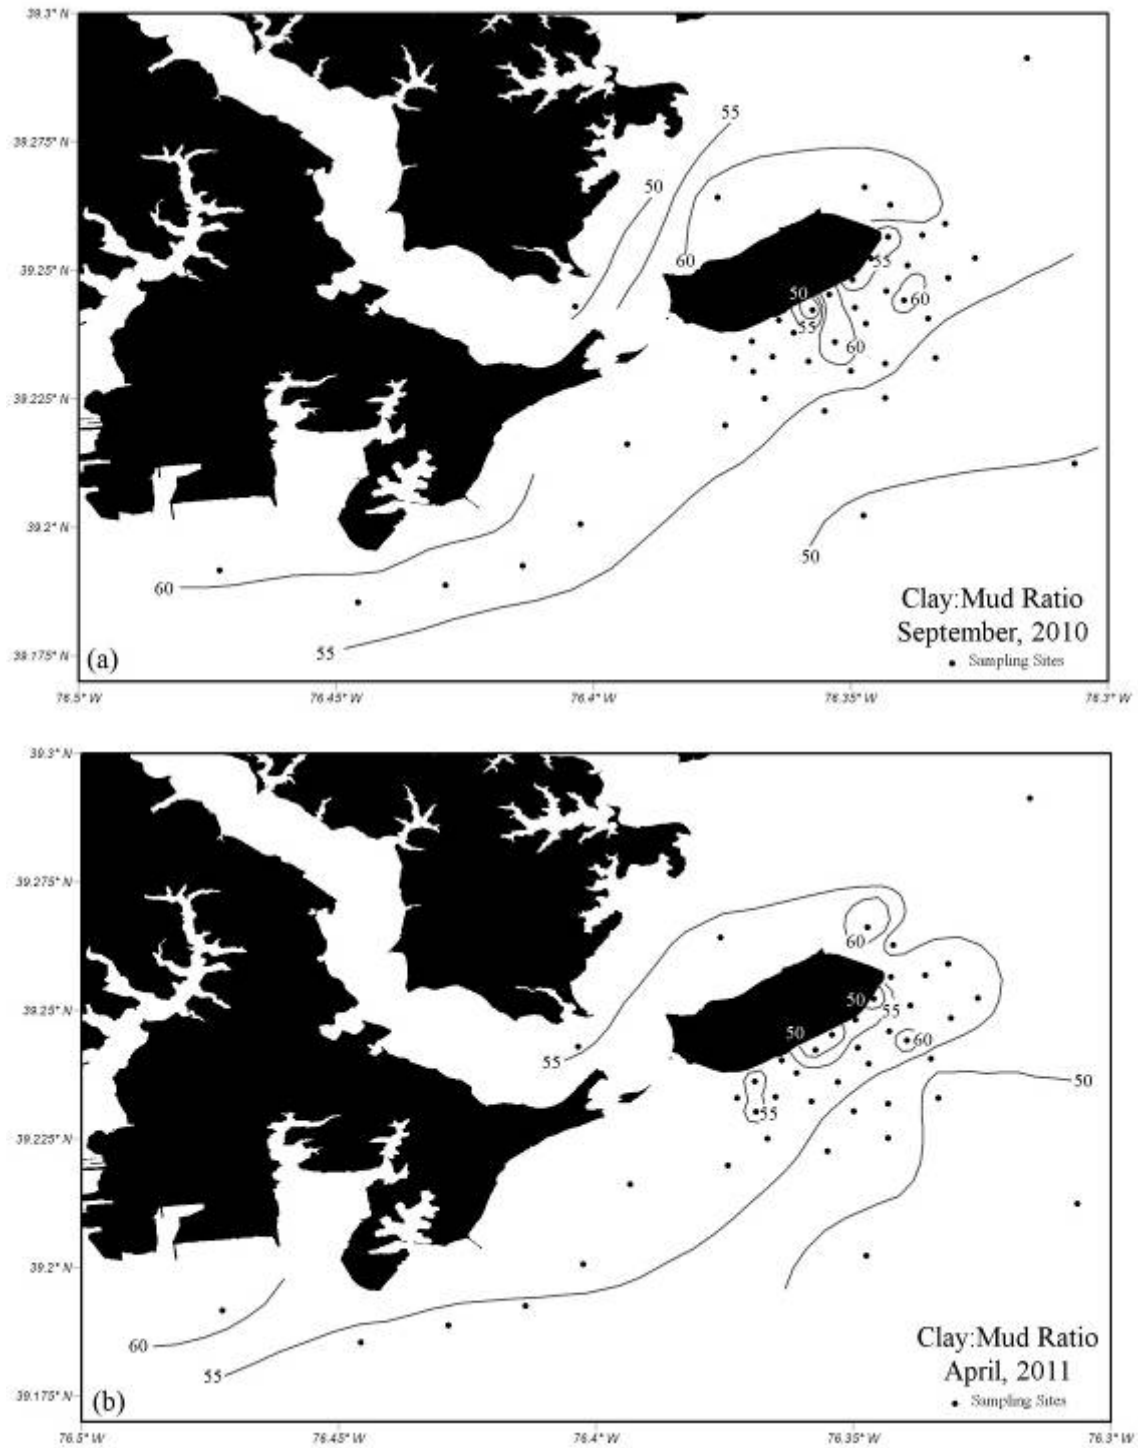 39.3° N
55
39.275° N
50
60
55
39.25° N
50
60
55
60
39.225° N
39.2° N
50
60
Clay:Mud Ratio
September, 2010
55
39.175° N
(a)
Sampling Sites
76.5° W 76.45° W 76.4° W 76.35° W 76.3° W
39.3° N
39.275° N
60
50
39.25° N
55
50
60
55
50
55
39.225° N
39.2° N
60
Clay:Mud Ratio
55
April, 2011
39.175° N
(b)
Sampling Sites
76.5° W 76.45° W 76.4° W 76.35° W 76.3° W